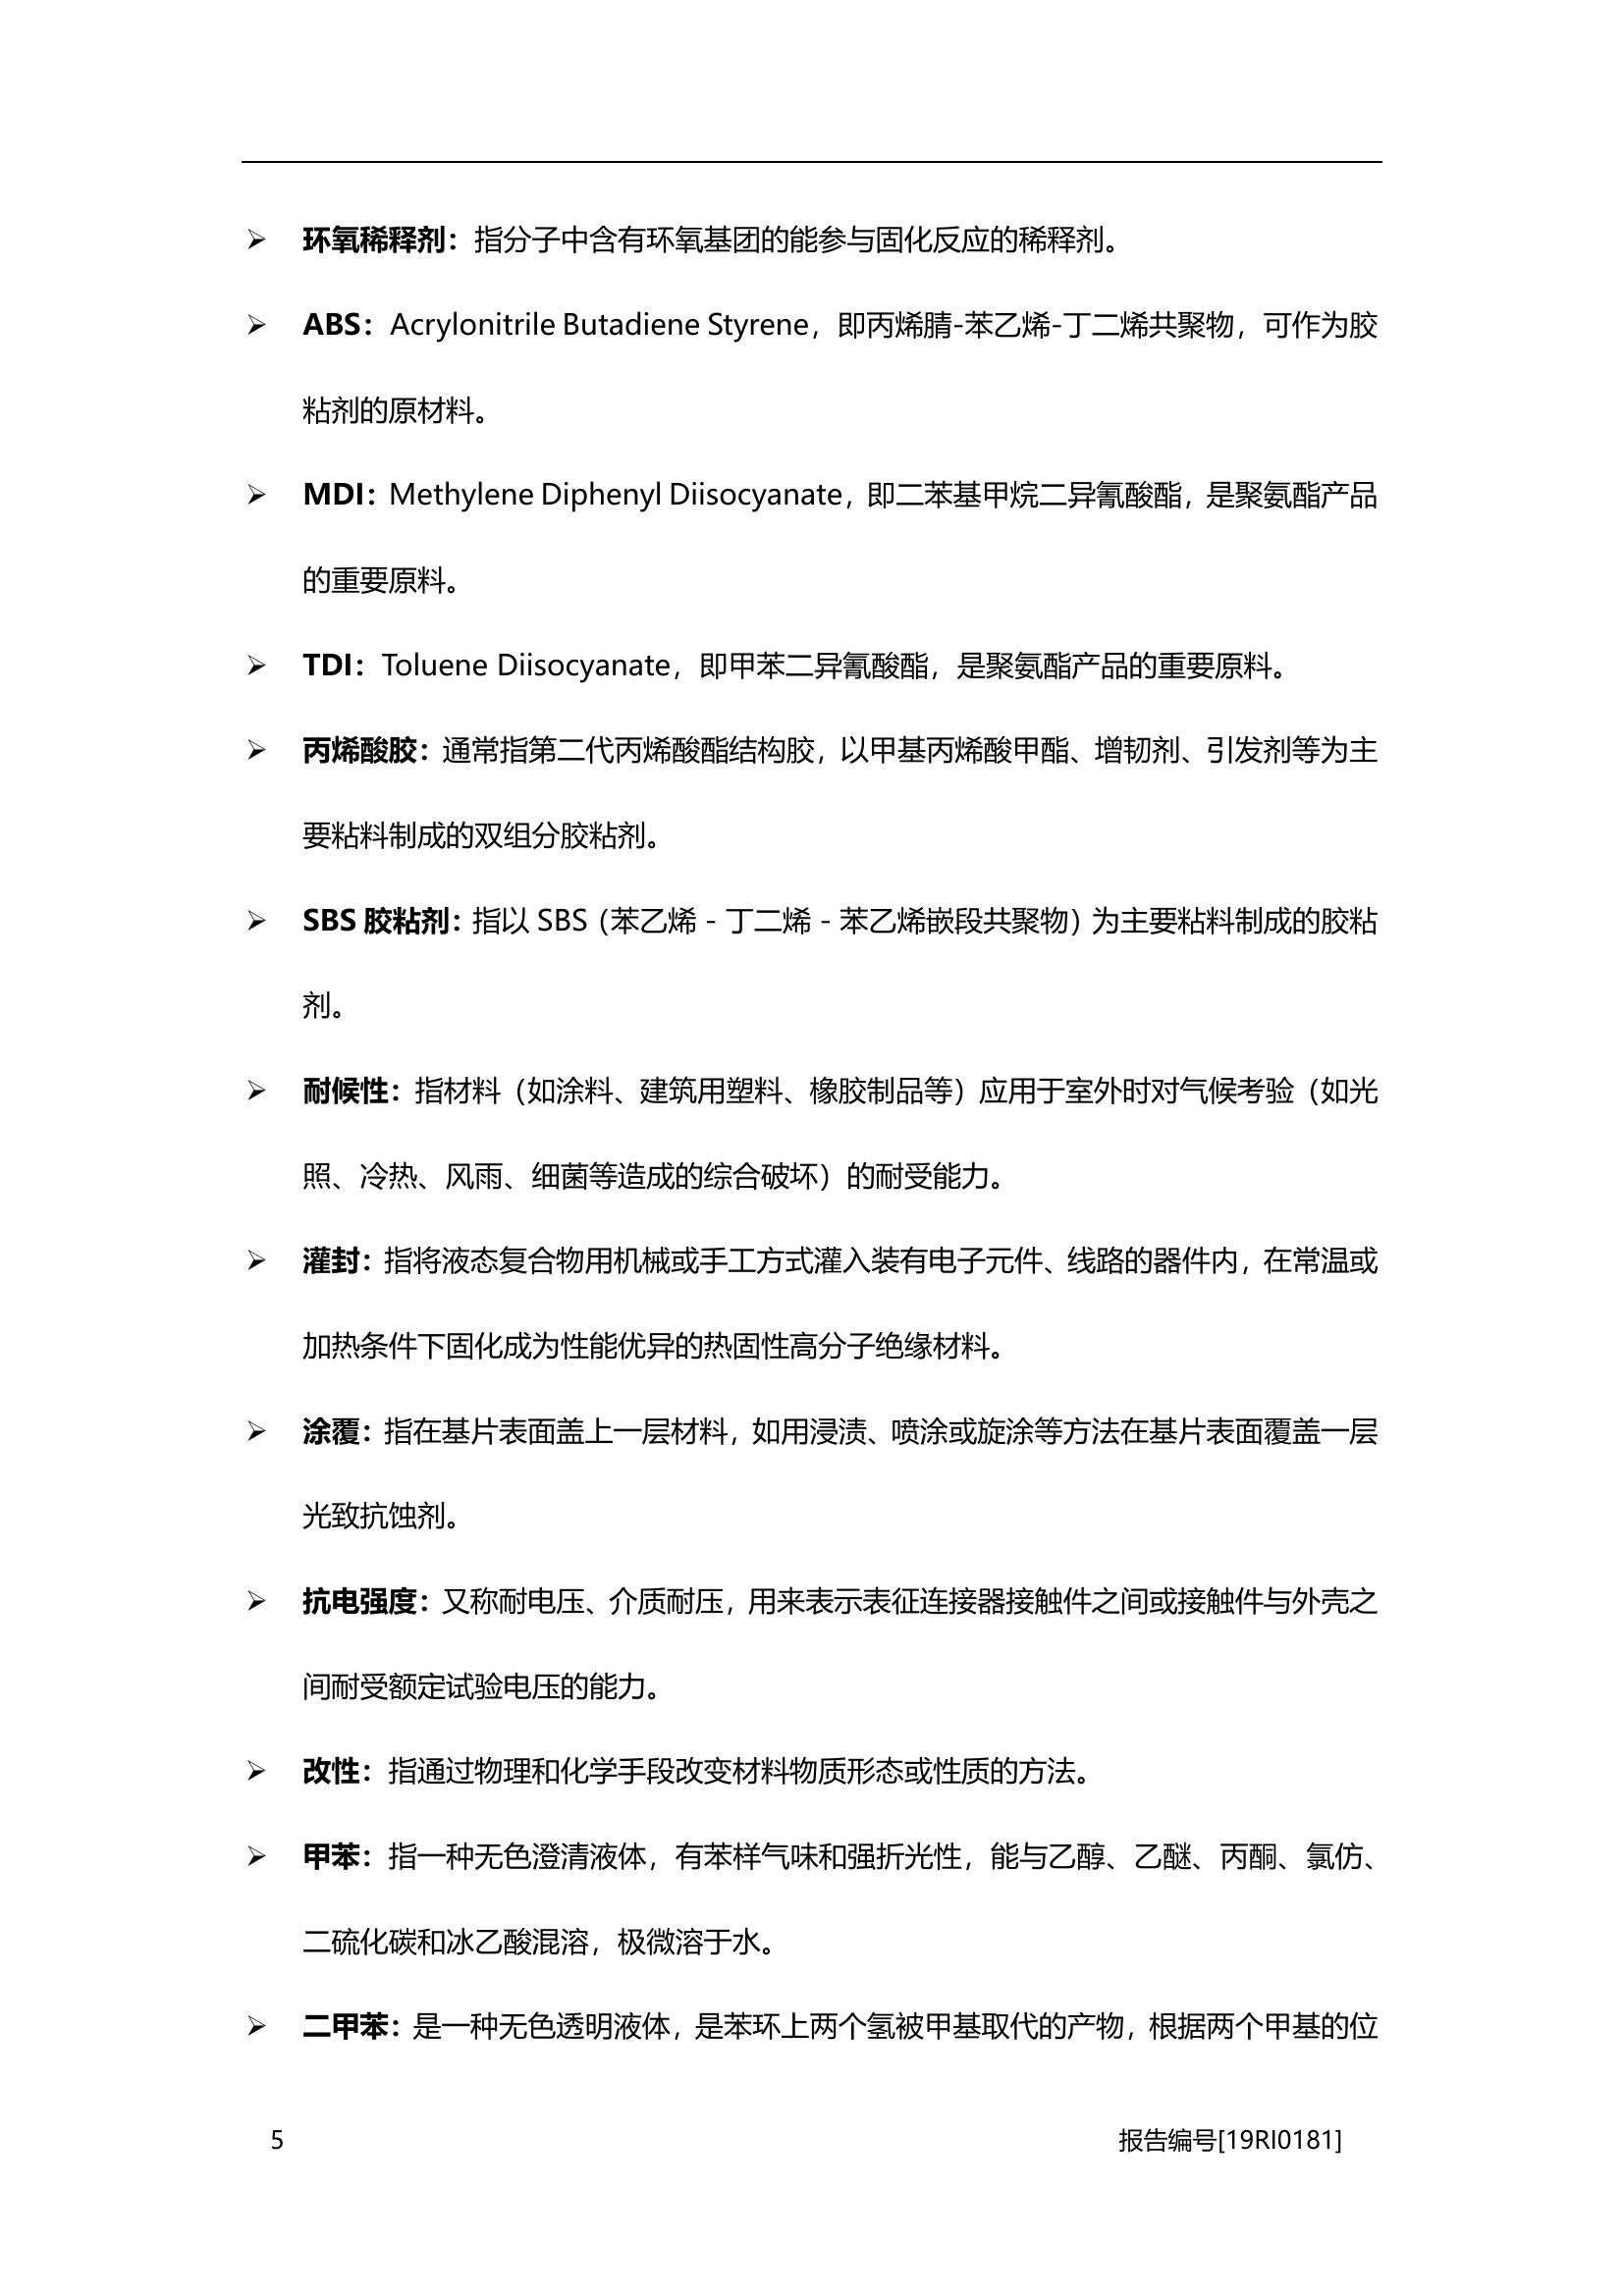 ➢ 环氧稀释剂：指分子中含有环氧基团的能参与固化反应的稀释剂。
➢ ABS：Acrylonitrile Butadiene Styrene，即丙烯腈-苯乙烯-丁二烯共聚物，可作为胶
粘剂的原材料。
➢ MDI：Methylene Diphenyl Diisocyanate，即二苯基甲烷二异氰酸酯，是聚氨酯产品
的重要原料。
➢ TDI：Toluene Diisocyanate，即甲苯二异氰酸酯，是聚氨酯产品的重要原料。
➢ 丙烯酸胶：通常指第二代丙烯酸酯结构胶，以甲基丙烯酸甲酯、增韧剂、引发剂等为主
要粘料制成的双组分胶粘剂。
➢ SBS 胶粘剂：指以 SBS（苯乙烯－丁二烯－苯乙烯嵌段共聚物）为主要粘料制成的胶粘
剂。
➢ 耐候性：指材料（如涂料、建筑用塑料、橡胶制品等）应用于室外时对气候考验（如光
照、冷热、风雨、细菌等造成的综合破坏）的耐受能力。
➢ 灌封：指将液态复合物用机械或手工方式灌入装有电子元件、线路的器件内，在常温或
加热条件下固化成为性能优异的热固性高分子绝缘材料。
➢ 涂覆：指在基片表面盖上一层材料，如用浸渍、喷涂或旋涂等方法在基片表面覆盖一层
光致抗蚀剂。
➢ 抗电强度：又称耐电压、介质耐压，用来表示表征连接器接触件之间或接触件与外壳之
间耐受额定试验电压的能力。
➢ 改性：指通过物理和化学手段改变材料物质形态或性质的方法。
➢ 甲苯：指一种无色澄清液体，有苯样气味和强折光性，能与乙醇、乙醚、丙酮、氯仿、
二硫化碳和冰乙酸混溶，极微溶于水。
➢ 二甲苯：是一种无色透明液体，是苯环上两个氢被甲基取代的产物，根据两个甲基的位
5 报告编号[19RI0181]